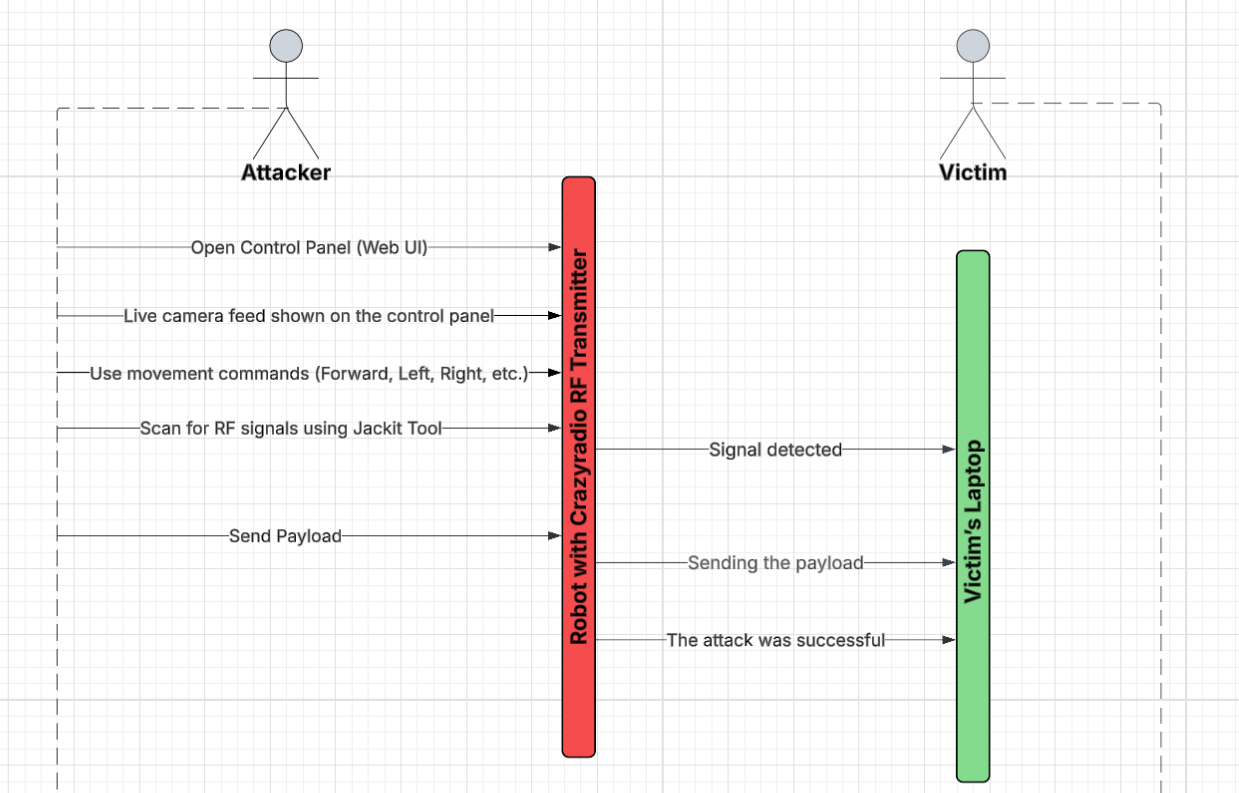 Attacker
Victim
Open Control Panel (Web UI)
Live camera feed shown on the control panel
Use movement commands (Forward, Left, Right, etc.)
Scan for RF signals using Jackit Tool
Send Payload
Robot with Crazyradio RF Transmitter
Signal detected
Sending the payload
The attack was successful
Victim's Laptop